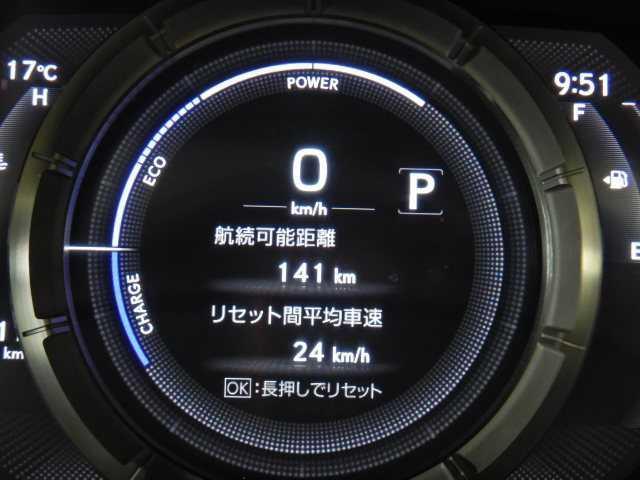 17℃
9:51
H
F
POWER
ECO
0
km/h
P
航続可能距離
141 km
CHARGE
リセット間平均車速
24 km/h
OK:長押しでリセット
km
E